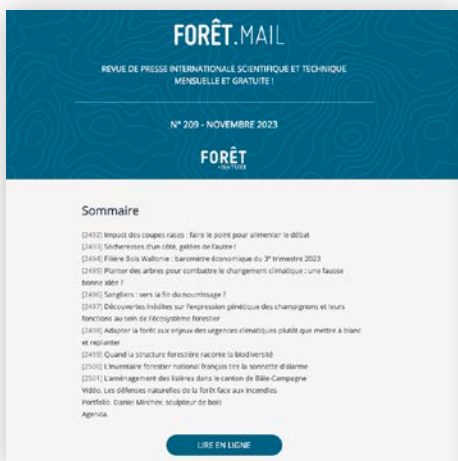 FORÊT.MAIL
REVUE DE PRESSE INTERNATIONALE SCIENTIFIQUE ET TECHNIQUE
MENSUELLE ET GRATUITE !
N° 209 - NOVEMBRE 2023
FORÊT
•NATURE
Sommaire
[2492] Impact des coupes rases : faire le point pour alimenter le débat
[2493] Sécheresses d'un côté, gelées de l'autre !
[2494] Filière Bois Wallonie : baromètre économique du 3e trimestre 2023
[2495] Planter des arbres pour combattre le changement climatique : une fausse
bonne idée ?
[2496] Sangliers : vers la fin du nourrissage ?
[2497] Découvertes inédites sur l'expression génétique des champignons et leurs
fonctions au sein de l'écosystème forestier
[2498] Adapter la forêt aux enjeux des urgences climatiques plutôt que mettre à blanc
et replanter
[2499] Quand la structure forestière raconte la biodiversité
[2500] L'inventaire forestier national français tire la sonnette d'alarme
[2501] L'aménagement des lisières dans le canton de Bâle-Campagne
Vidéo. Les défenses naturelles de la forêt face aux incendies
Portfolio. Daniel Mirchev, sculpteur de bois
Agenda.
LIRE EN LIGNE